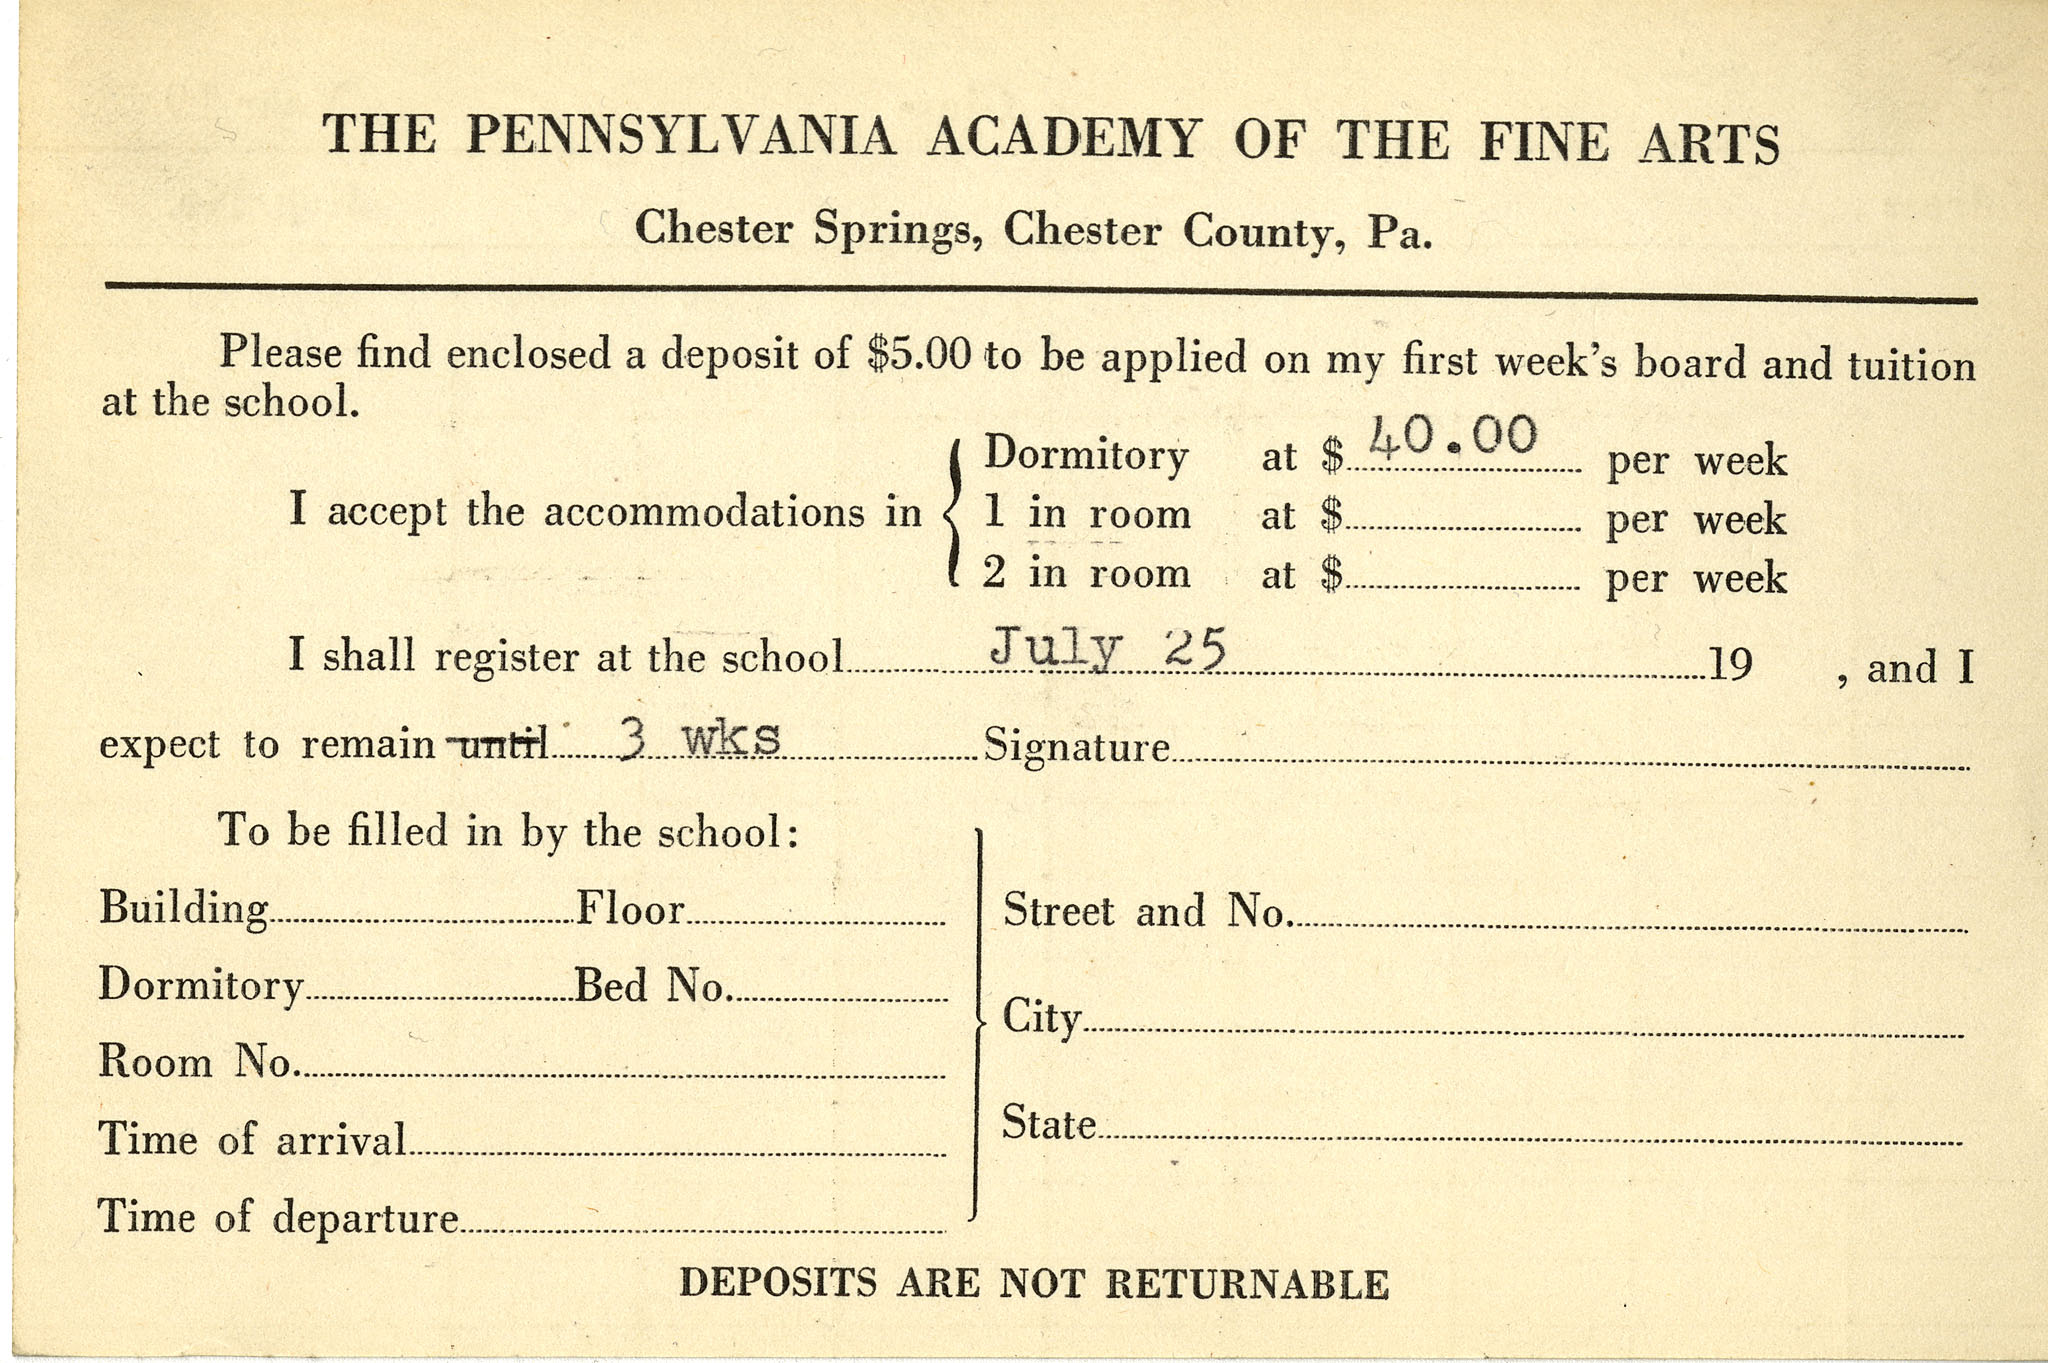 THE PENNSYLVANIA ACADEMY OF THE FINE ARTS
Chester Springs, Chester County, Pa.
Please find enclosed a deposit of $5.00 to be applied on my first week's board and tuition
at the school.
I accept the accommodations in
Dormitory at $ 40.00 per week
1 in room at $ per week
2 in room at $ per week
I shall register at the school July 25 19 , and I
expect to remain until 3 wks Signature
To be filled in by the school:
Building Floor
Dormitory Bed No.
Room No.
Time of arrival
Time of departure
Street and No.
City
State
DEPOSITS ARE NOT RETURNABLE